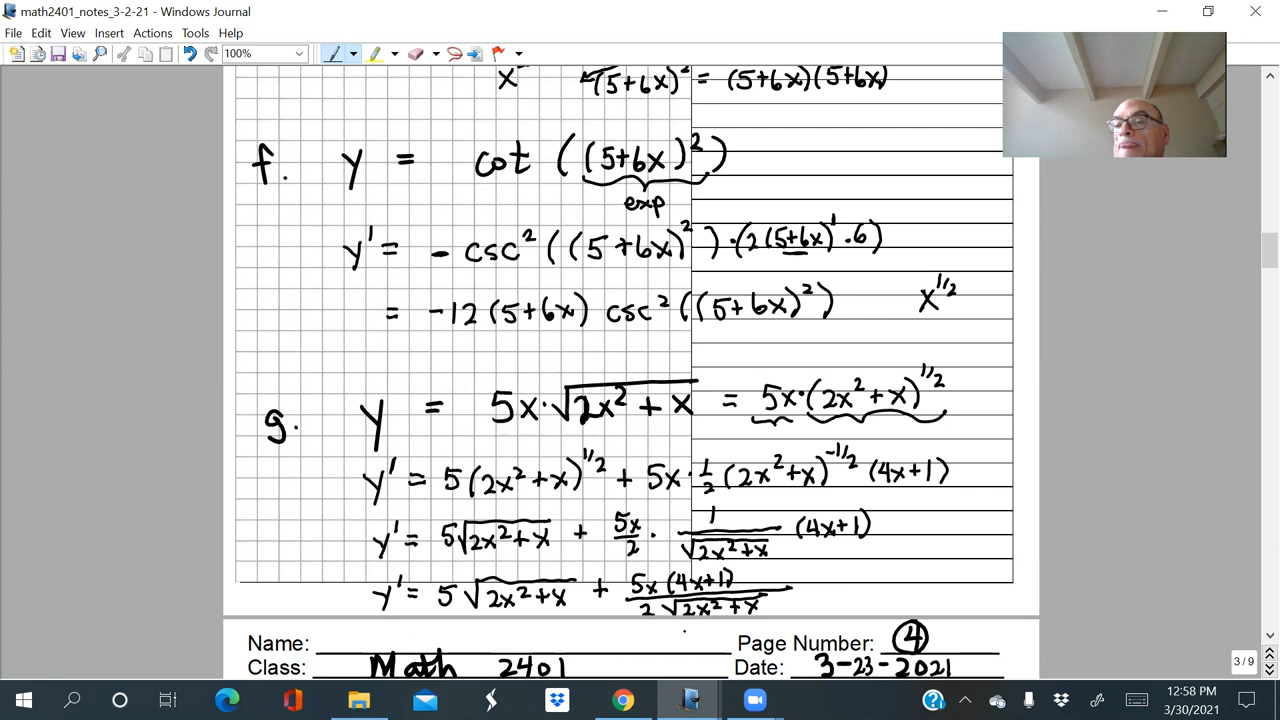 math2401_notes_3-2-21 - Windows Journal
File Edit View Insert Actions Tools Help
100%
(5+6x)² = (5+6x)(5+6x)
f. y = cot ((5+6x)²)
exp
y' = - csc² ((5+6x)²) · (2(5+6x)¹ · 6)
= -12 (5+6x) csc² ((5+6x)²) x^1/2
g. y = 5x · √(2x² + x) = 5x · (2x² + x)^1/2
y' = 5(2x²+x)^1/2 + 5x · 1/2 (2x²+x)^-1/2 (4x+1)
y' = 5√(2x²+x) + 5x/2 · 1/√(2x²+x) (4x+1)
y' = 5√(2x²+x) + 5x(4x+1)/2√(2x²+x)
Name: Page Number: 4
Class: Math 2401 Date: 3-23-2021
3 / 9
12:58 PM
3/30/2021